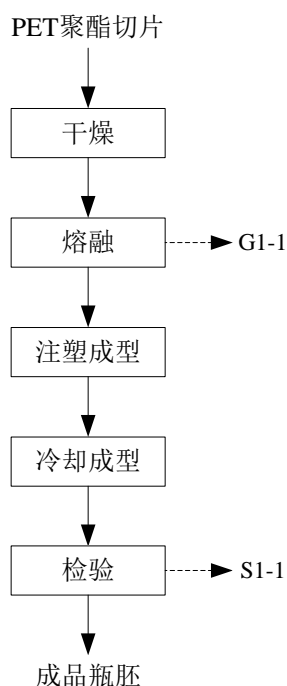 PET聚酯切片
干燥
熔融
G1-1
注塑成型
冷却成型
检验
S1-1
成品瓶胚